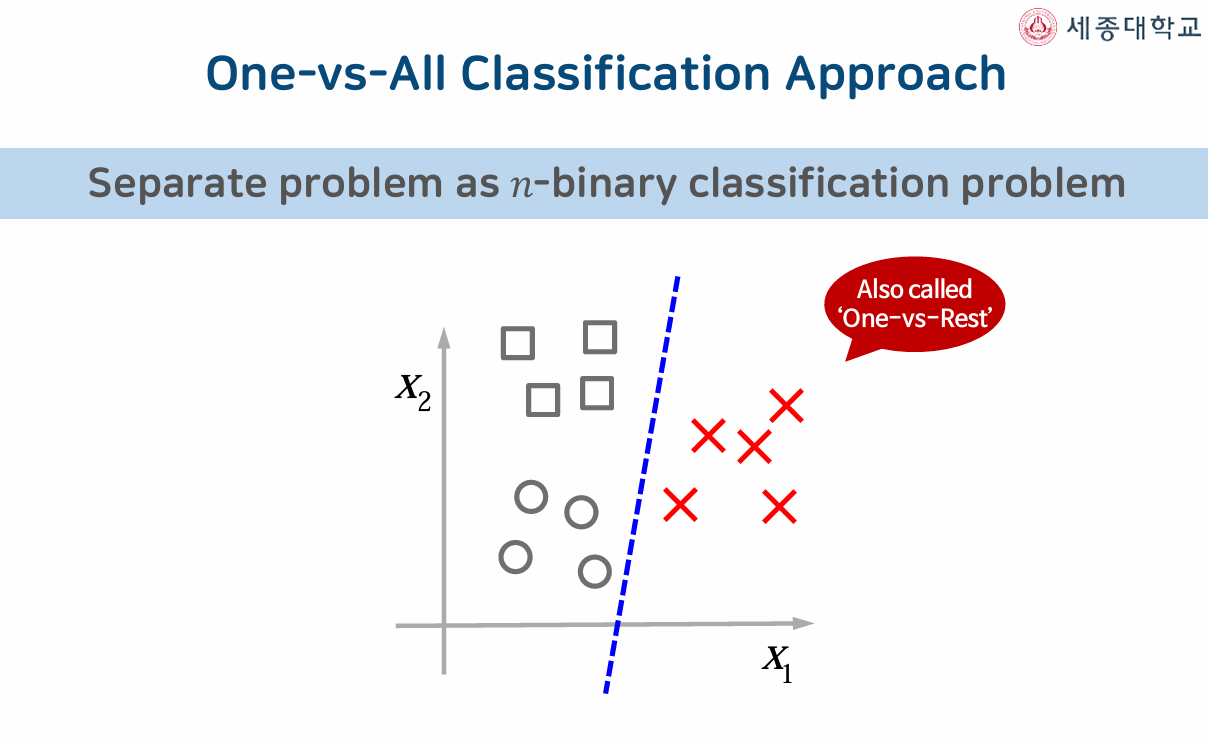 세종대학교
One-vs-All Classification Approach
Separate problem as n-binary classification problem
Also called
‘One-vs-Rest’
X2
X1